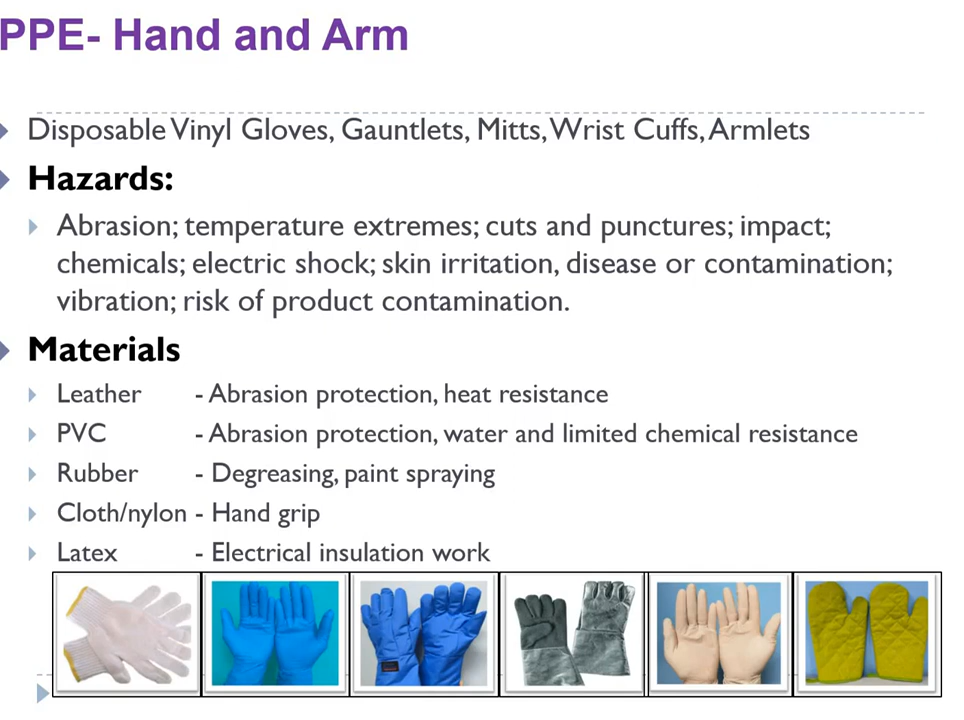 PPE- Hand and Arm
Disposable Vinyl Gloves, Gauntlets, Mitts, Wrist Cuffs, Armlets
Hazards:
Abrasion; temperature extremes; cuts and punctures; impact;
chemicals; electric shock; skin irritation, disease or contamination;
vibration; risk of product contamination.
Materials
Leather - Abrasion protection, heat resistance
PVC - Abrasion protection, water and limited chemical resistance
Rubber - Degreasing, paint spraying
Cloth/nylon - Hand grip
Latex - Electrical insulation work